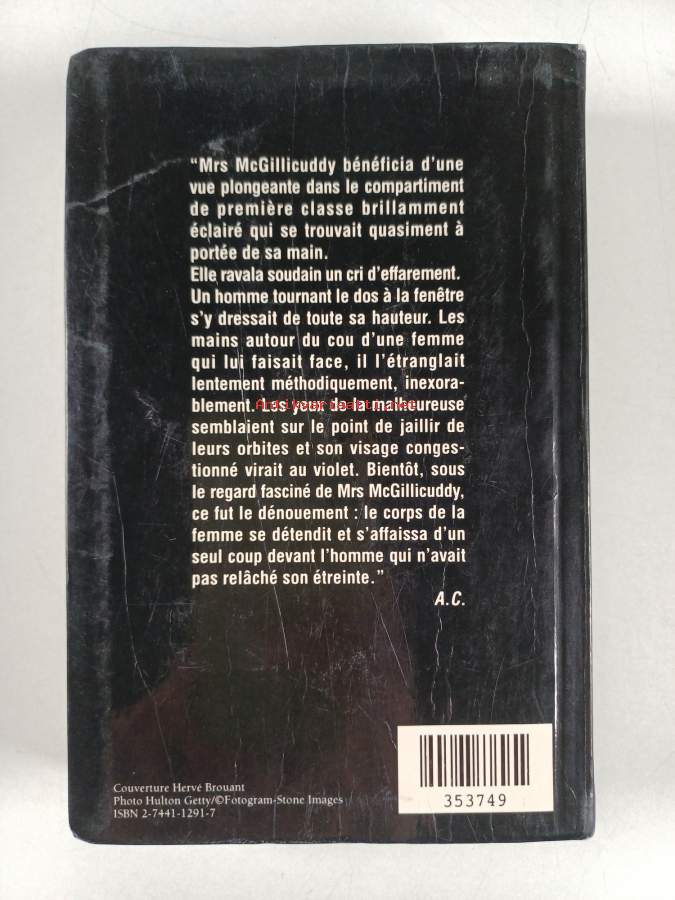 "Mrs McGillicuddy bénéficia d'une
vue plongeante dans le compartiment
de première classe brillamment
éclairé qui se trouvait quasiment à
portée de sa main.
Elle ravala soudain un cri d'effarement.
Un homme tournant le dos à la fenêtre
s'y dressait de toute sa hauteur. Les
mains autour du cou d'une femme
qui lui faisait face, il l'étranglait
lentement méthodiquement, inexora-
blement. Les yeux de la malheureuse
semblaient sur le point de jaillir de
leurs orbites et son visage conges-
tionné virait au violet. Bientôt, sous
le regard fasciné de Mrs McGillicuddy,
ce fut le dénouement : le corps de la
femme se détendit et s'affaissa d'un
seul coup devant l'homme qui n'avait
pas relâché son étreinte."
A.C.
Couverture Hervé Brouant
Photo Hulton Getty/©Fotogram-Stone Images
ISBN 2-7441-1291-7
353749